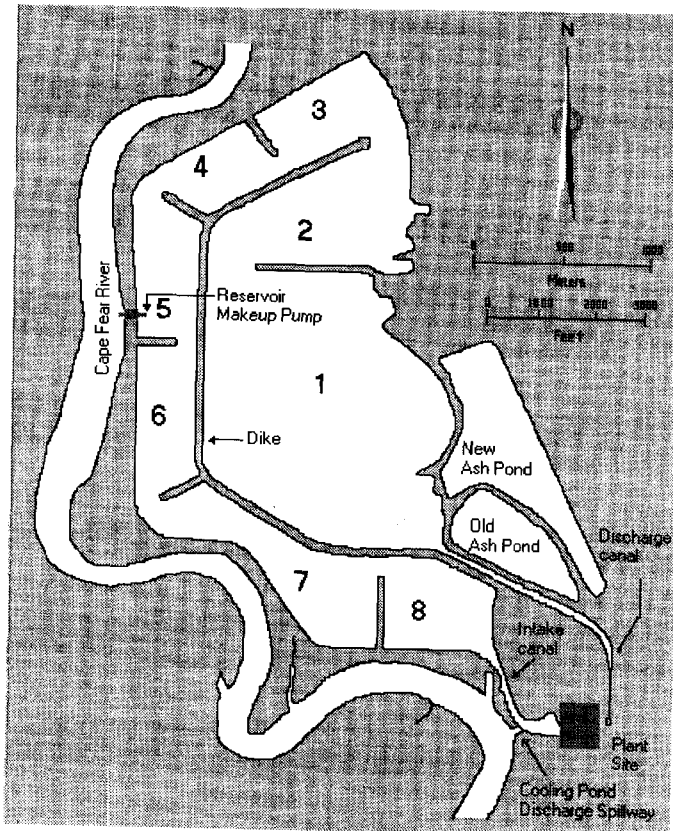 N
3
4
2
Meters
Feet
5
Reservoir
Makeup Pump
Cape Fear River
1
6
Dike
New
Ash Pond
Old
Ash Pond
Discharge
canal
7
8
Intake
canal
Plant
Site
Cooling Pond
Discharge Spillway